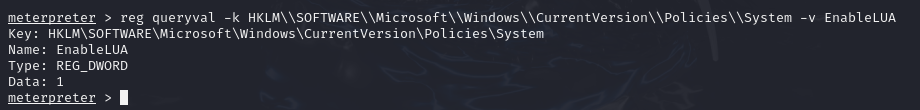 meterpreter > reg queryval -k HKLM\\SOFTWARE\\Microsoft\\Windows\\CurrentVersion\\Policies\\System -v EnableLUA
Key: HKLM\SOFTWARE\Microsoft\Windows\CurrentVersion\Policies\System
Name: EnableLUA
Type: REG_DWORD
Data: 1
meterpreter >